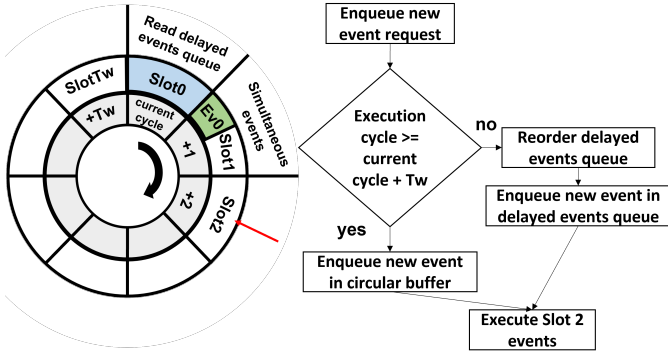 Read delayed
events queue
Simultaneous
events
SlotTw
Slot0
Ev0
Slot1
Slot2
+Tw
current
cycle
+1
+2
Enqueue new
event request
Execution
cycle >=
current
cycle + Tw
no
yes
Reorder delayed
events queue
Enqueue new event in
delayed events queue
Enqueue new event
in circular buffer
Execute Slot 2
events